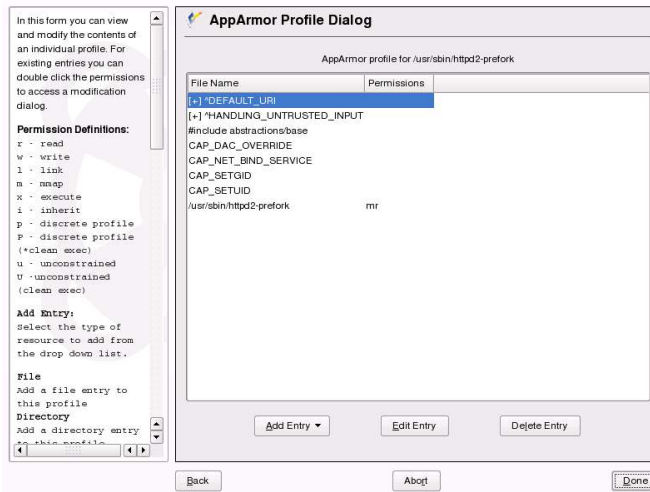 In this form you can view
and modify the contents of
an individual profile. For
existing entries you can
double click the permissions
to access a modification
dialog.
Permission Definitions:
r - read
w - write
l - link
m - mmap
x - execute
i - inherit
p - discrete profile
P - discrete profile
(*clean exec)
u - unconstrained
U -unconstrained
(clean exec)
Add Entry:
Select the type of
resource to add from
the drop down list.
File
Add a file entry to
this profile
Directory
Add a directory entry
to this profile
AppArmor Profile Dialog
AppArmor profile for /usr/sbin/httpd2-prefork
File Name Permissions
[+] ^DEFAULT_URI
[+] ^HANDLING_UNTRUSTED_INPUT
#include abstractions/base
CAP_DAC_OVERRIDE
CAP_NET_BIND_SERVICE
CAP_SETGID
CAP_SETUID
/usr/sbin/httpd2-prefork mr
Add Entry Edit Entry Delete Entry
Back Abort Done